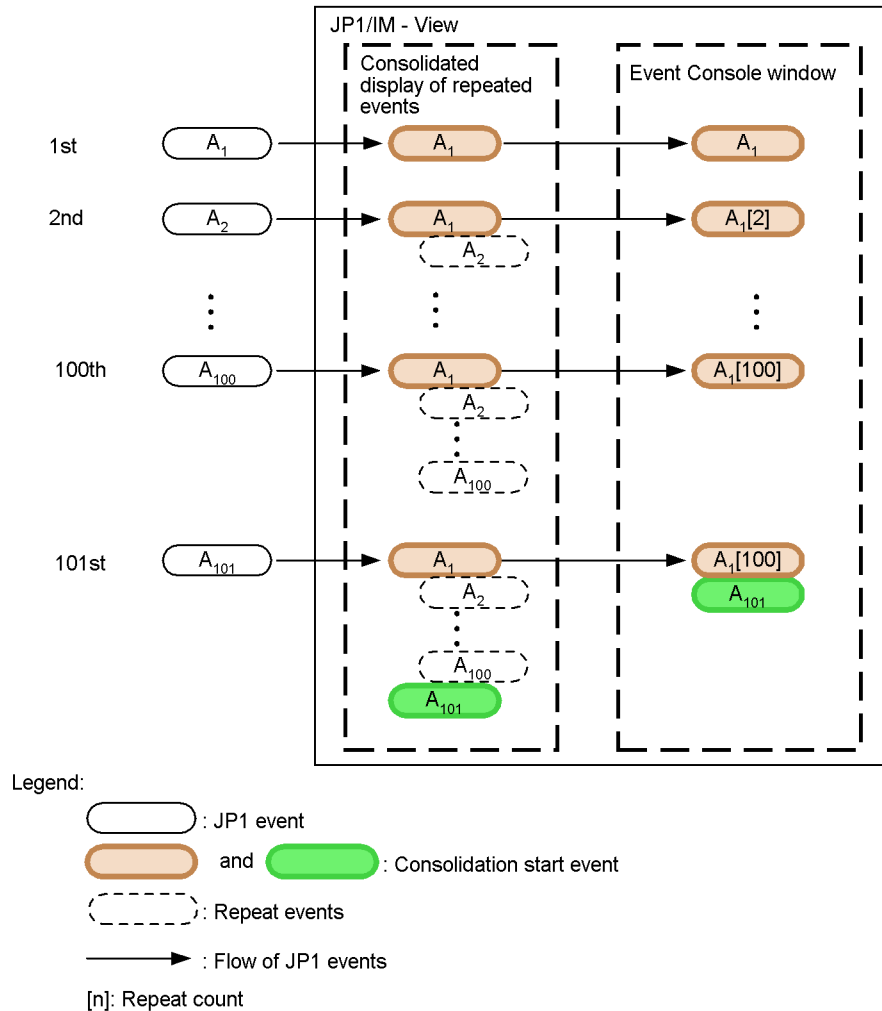 JP1/IM - View
Consolidated
display of repeated
events
Event Console window
1st
A1
A1
A1
2nd
A2
A1
A1[2]
A2
100th
A100
A1
A1[100]
A2
A100
101st
A101
A1
A1[100]
A2
A101
A100
A101
Legend:
: JP1 event
and
: Consolidation start event
: Repeat events
: Flow of JP1 events
[n]: Repeat count